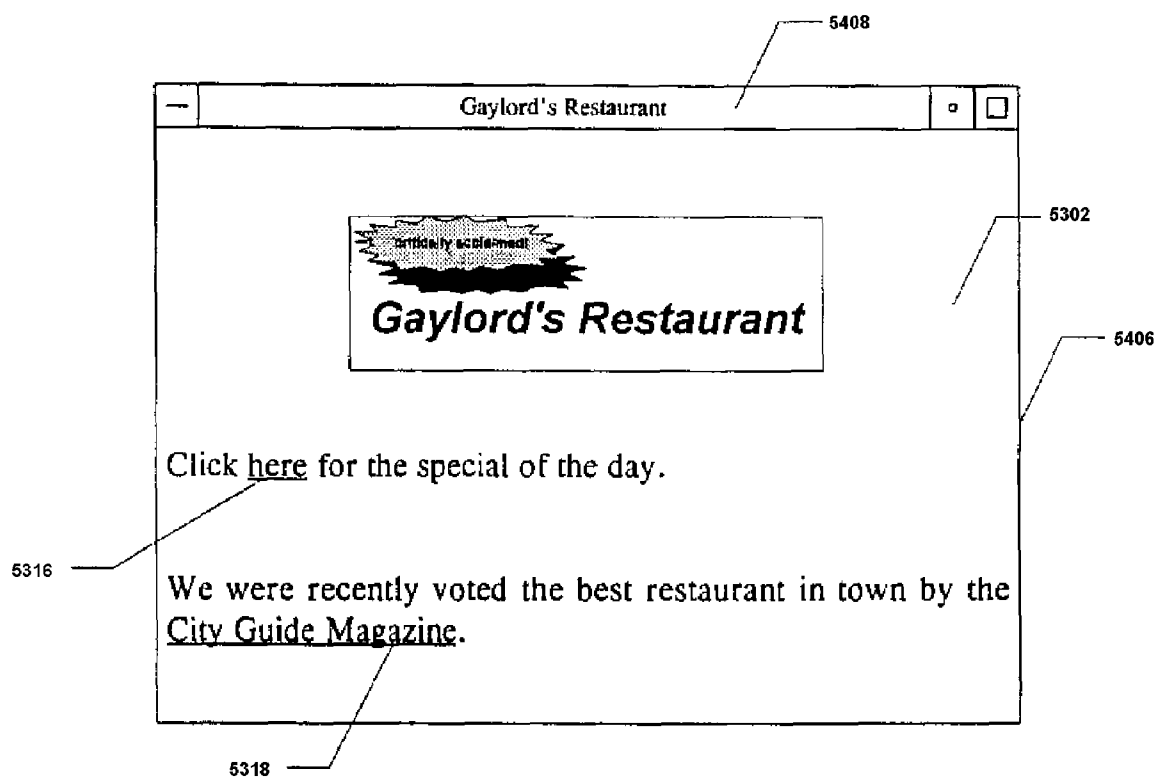 5408
Gaylord's Restaurant
5302
critically acclaimed!
Gaylord's Restaurant
5406
Click here for the special of the day.
5316
We were recently voted the best restaurant in town by the
City Guide Magazine.
5318